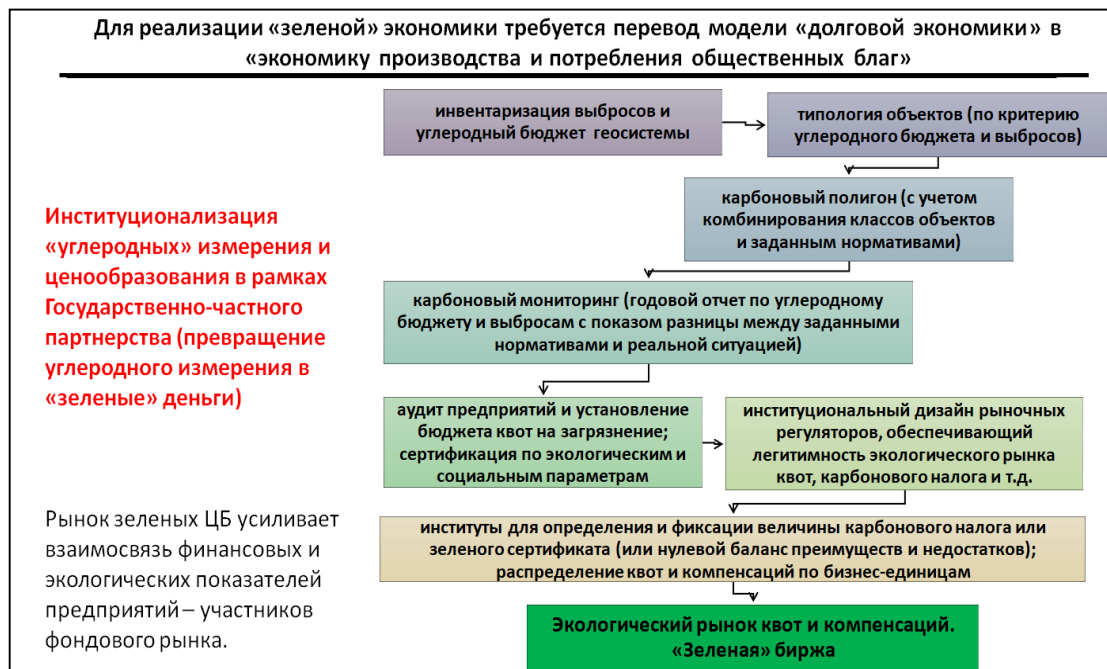 Для реализации «зеленой» экономики требуется перевод модели «долговой экономики» в
«экономику производства и потребления общественных благ»
инвентаризация выбросов и
углеродный бюджет геосистемы
типология объектов (по критерию
углеродного бюджета и выбросов)
карбоновый полигон (с учетом
комбинирования классов объектов
и заданным нормативами)
Институционализация
«углеродных» измерения и
ценообразования в рамках
Государственно-частного
партнерства (превращение
углеродного измерения в
«зеленые» деньги)
карбоновый мониторинг (годовой отчет по углеродному
бюджету и выбросам с показом разницы между заданными
нормативами и реальной ситуацией)
аудит предприятий и установление
бюджета квот на загрязнение;
сертификация по экологическим и
социальным параметрам
институциональный дизайн рыночных
регуляторов, обеспечивающий
легитимность экологического рынка
квот, карбонового налога и т.д.
Рынок зеленых ЦБ усиливает
взаимосвязь финансовых и
экологических показателей
предприятий – участников
фондового рынка.
институты для определения и фиксации величины карбонового налога или
зеленого сертификата (или нулевой баланс преимуществ и недостатков);
распределение квот и компенсаций по бизнес-единицам
Экологический рынок квот и компенсаций.
«Зеленая» биржа